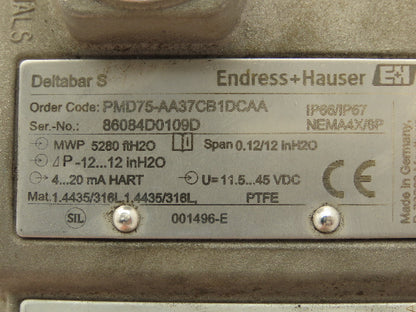 TALS
Deltabar S
Endress+Hauser
E+H
Order Code: PMD75-AA37CB1DCAA
IP66/IP67
Ser.-No.: 86084D0109D
NEMA4X/6P
MWP 5280 ftH2O
Span 0.12/12 inH2O
ΔP -12...12 inH2O
4...20 mA HART
U= 11.5...45 VDC
CE
Mat. 1.4435/316L, 1.4435/316L,
PTFE
SIL
001496-E
Made in